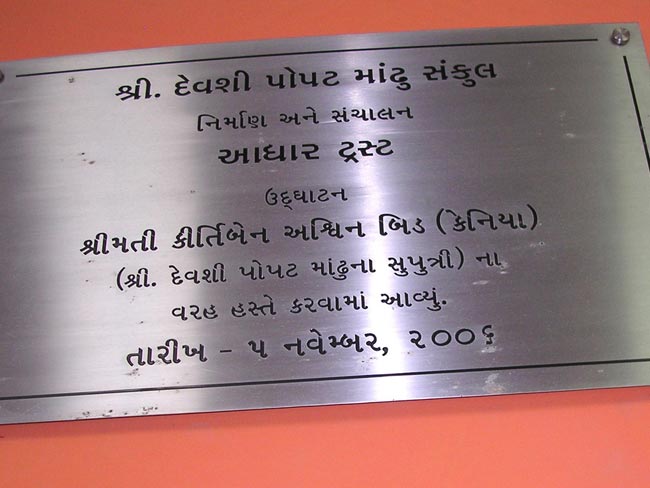 શ્રી. દેવશી પોપટ માંઢુ સંકુલ
નિર્માણ અને સંચાલન
આધાર ટ્રસ્ટ
ઉદ્‌ઘાટન
શ્રીમતી કીર્તિબેન અશ્વિન બિડ (કેનિયા)
(શ્રી. દેવશી પોપટ માંઢુના સુપુત્રી) ના
વરહ હસ્તે કરવામાં આવ્યું.
તારીખ - ૫ નવેમ્બર, ૨૦૦૬